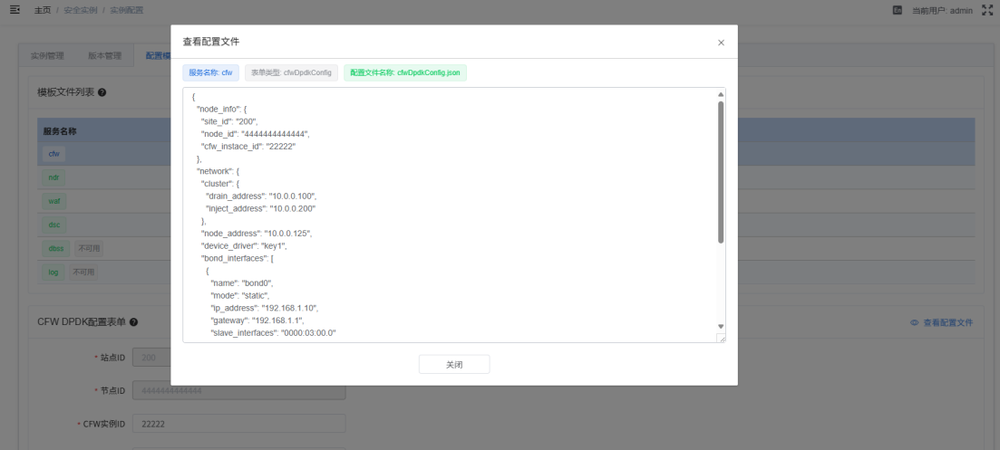 主页 / 安全实例 / 实例配置
En 当前用户: admin
实例管理 版本管理 配置模
模板文件列表
服务名称
cfw
ndr
waf
dsc
dbss 不可用
log 不可用
CFW DPDK配置表单
查看配置文件
* 站点ID 200
* 节点ID 4444444444444
* CFW实例ID 22222
查看配置文件
服务名称: cfw 表单类型: cfwDpdkConfig 配置文件名称: cfwDpdkConfig.json
{
"node_info": {
"site_id": "200",
"node_id": "4444444444444",
"cfw_instace_id": "22222"
},
"network": {
"cluster": {
"drain_address": "10.0.0.100",
"inject_address": "10.0.0.200"
},
"node_address": "10.0.0.125",
"device_driver": "key1",
"bond_interfaces": [
{
"name": "bond0",
"mode": "static",
"ip_address": "192.168.1.10",
"gateway": "192.168.1.1",
"slave_interfaces": "0000:03:00.0"
关闭